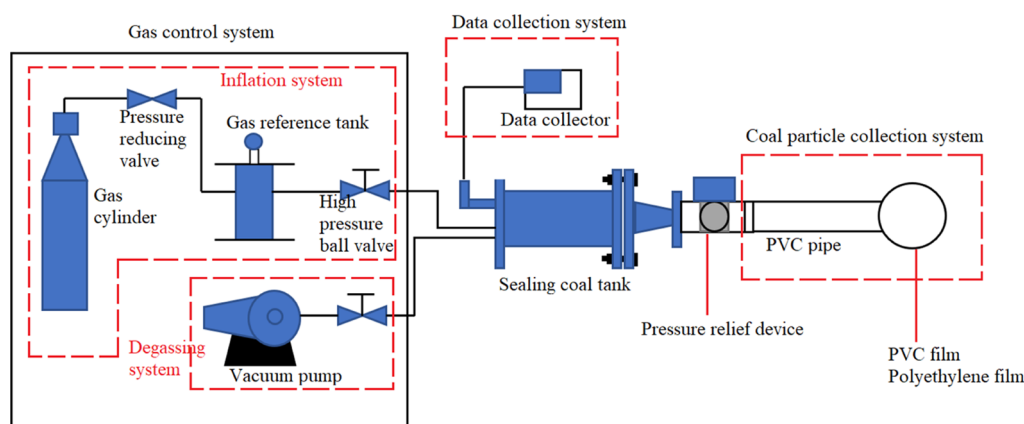 Data collection system
Gas control system
Inflation system
Pressure
reducing
valve
Gas reference tank
Data collector
Coal particle collection system
Gas
cylinder
High
pressure
ball valve
PVC pipe
Sealing coal tank
Pressure relief device
Degassing
system
Vacuum pump
PVC film
Polyethylene film